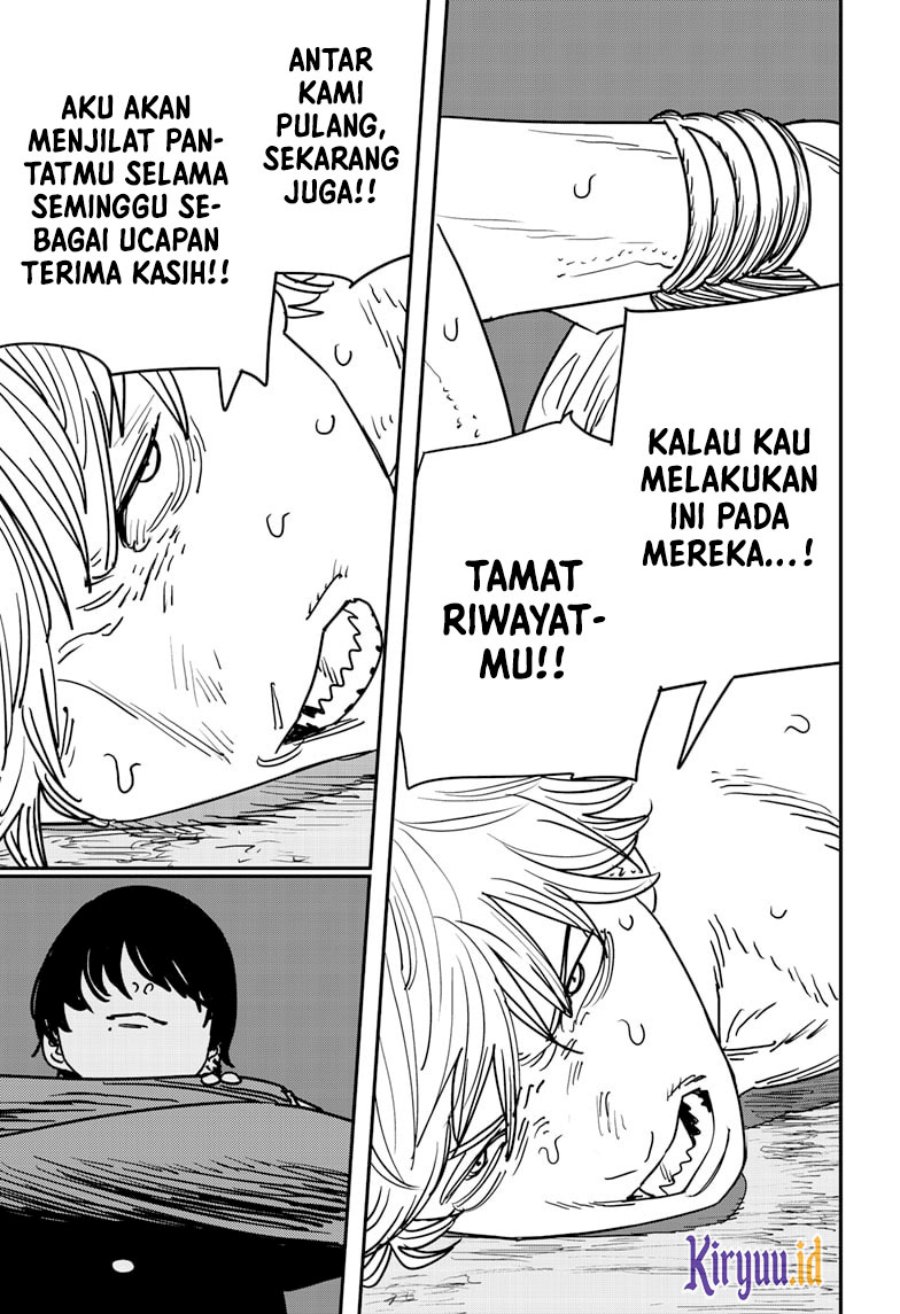 KALAU KAU
MELAKUKAN
INI PADA
MEREKA...!
TAMAT
RIWAYAT-
MU!!
ANTAR
KAMI
PULANG,
SEKARANG
JUGA!!
AKU AKAN
MENJILAT PAN-
TATMU SELAMA
SEMINGGU SE-
BAGAI UCAPAN
TERIMA KASIH!!
Kiryuu.id